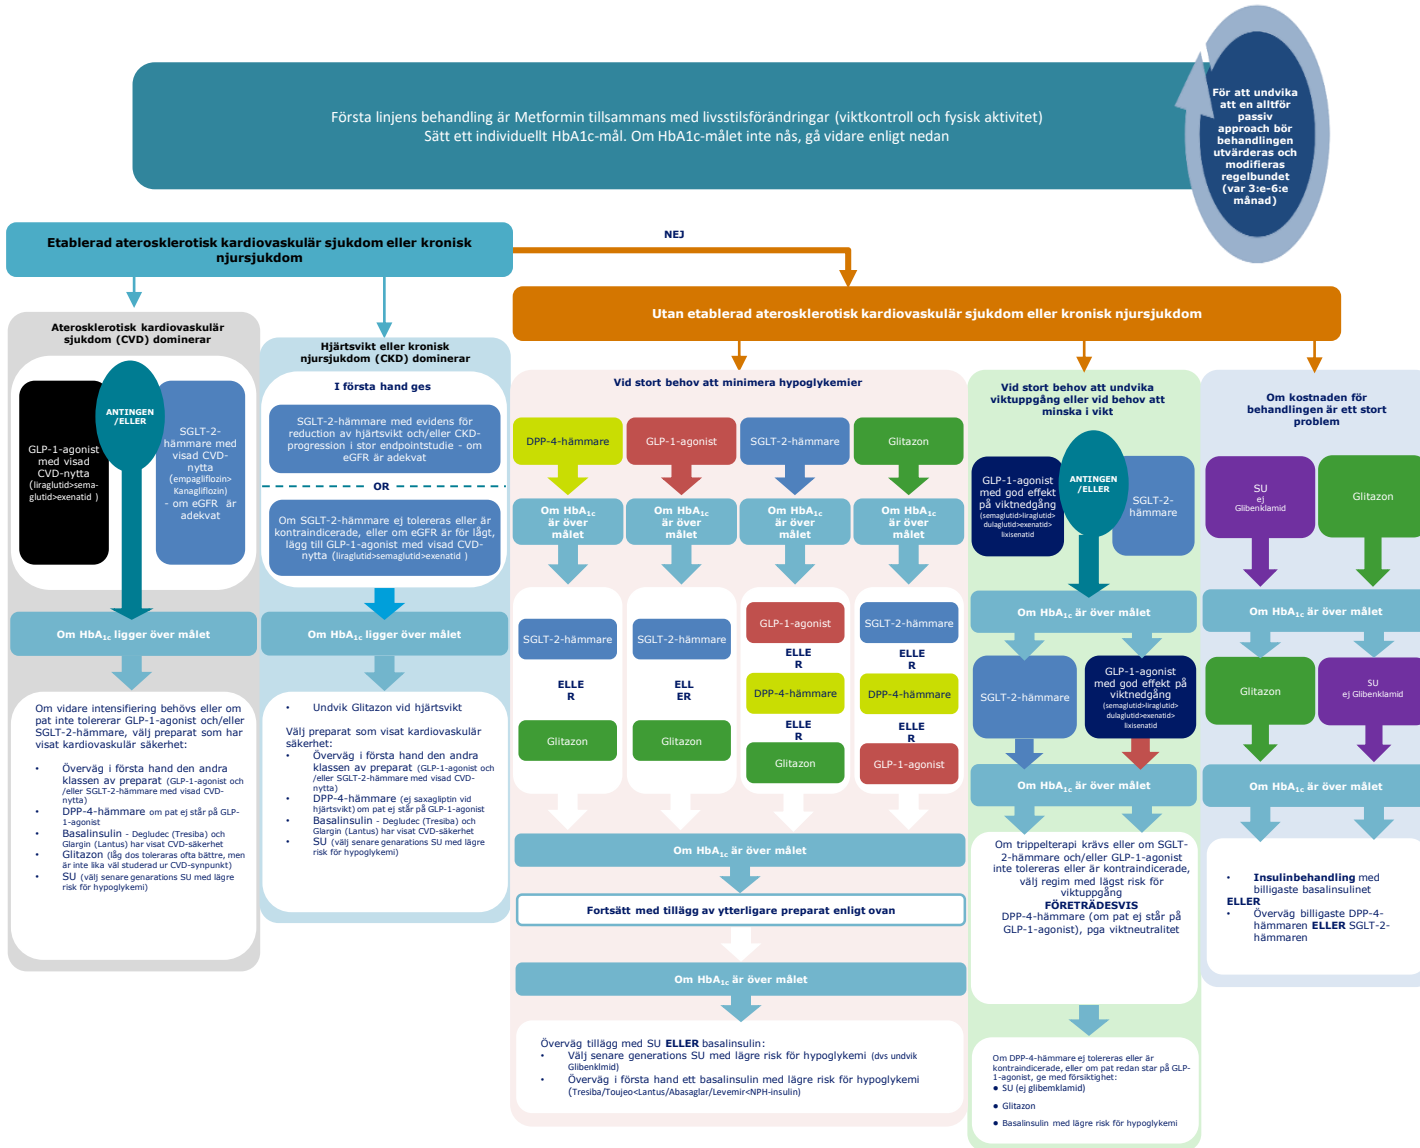 Första linjens behandling är Metformin tillsammans med livsstilsförändringar (viktkontroll och fysisk aktivitet)
Sätt ett individuellt HbA1c-mål. Om HbA1c-målet inte nås, gå vidare enligt nedan
För att undvika
att en alltför
passiv
approach bör
behandlingen
utvärderas och
modifieras
regelbundet
(var 3:e-6:e
månad)
Etablerad aterosklerotisk kardiovaskulär sjukdom eller kronisk
njursjukdom
NEJ
Utan etablerad aterosklerotisk kardiovaskulär sjukdom eller kronisk njursjukdom
Aterosklerotisk kardiovaskulär
sjukdom (CVD) dominerar
GLP-1-agonist
med visad
CVD-nytta
(liraglutid>sema-
glutid>exenatid )
ANTINGEN
/ELLER
SGLT-2-
hämmare med
visad CVD-
nytta
(empagliflozin>
Kanagliflozin)
- om eGFR är
adekvat
Om HbA1c ligger över målet
Om vidare intensifiering behövs eller om
pat inte tolererar GLP-1-agonist och/eller
SGLT-2-hämmare, välj preparat som har
visat kardiovaskulär säkerhet:
• Överväg i första hand den andra
klassen av preparat (GLP-1-agonist och
/eller SGLT-2-hämmare med visad CVD-
nytta)
• DPP-4-hämmare om pat ej står på GLP-
1-agonist
• Basalinsulin - Degludec (Tresiba) och
Glargin (Lantus) har visat CVD-säkerhet
• Glitazon (låg dos toleraras ofta bättre, men
är inte lika väl studerad ur CVD-synpunkt)
• SU (välj senare genarations SU med lägre
risk för hypoglykemi)
Hjärtsvikt eller kronisk
njursjukdom (CKD) dominerar
I första hand ges
SGLT-2-hämmare med evidens för
reduction av hjärtsvikt och/eller CKD-
progression i stor endpointstudie - om
eGFR är adekvat
OR
Om SGLT-2-hämmare ej tolereras eller är
kontraindicerade, eller om eGFR är för lågt,
lägg till GLP-1-agonist med visad CVD-
nytta (liraglutid>semaglutid>exenatid )
Om HbA1c ligger över målet
• Undvik Glitazon vid hjärtsvikt
Välj preparat som visat kardiovaskulär
säkerhet:
• Överväg i första hand den andra
klassen av preparat (GLP-1-agonist och
/eller SGLT-2-hämmare med visad CVD-
nytta)
• DPP-4-hämmare (ej saxagliptin vid
hjärtsvikt) om pat ej står på GLP-1-agonist
• Basalinsulin - Degludec (Tresiba) och
Glargin (Lantus) har visat CVD-säkerhet
• SU (välj senare genarations SU med lägre
risk för hypoglykemi)
Vid stort behov att minimera hypoglykemier
DPP-4-hämmare
GLP-1-agonist
SGLT-2-hämmare
Glitazon
Om HbA1c
är över
målet
Om HbA1c
är över
målet
Om HbA1c
är över
målet
Om HbA1c
är över
målet
SGLT-2-hämmare
ELLE
R
Glitazon
SGLT-2-hämmare
ELL
ER
Glitazon
GLP-1-agonist
ELLE
R
DPP-4-hämmare
ELLE
R
Glitazon
SGLT-2-hämmare
ELLE
R
DPP-4-hämmare
ELLE
R
GLP-1-agonist
Om HbA1c är över målet
Fortsätt med tillägg av ytterligare preparat enligt ovan
Om HbA1c är över målet
Överväg tillägg med SU ELLER basalinsulin:
• Välj senare generations SU med lägre risk för hypoglykemi (dvs undvik
Glibenklmid)
• Överväg i första hand ett basalinsulin med lägre risk för hypoglykemi
(Tresiba/Toujeo<Lantus/Abasaglar/Levemir<NPH-insulin)
Vid stort behov att undvika
viktuppgång eller vid behov att
minska i vikt
GLP-1-agonist
med god effekt
på viktnedgång
(semaglutid>liraglutid>
dulaglutid>exenatid>
lixisenatid
ANTINGEN
/ELLER
SGLT-2-
hämmare
Om HbA1c är över målet
SGLT-2-hämmare
GLP-1-agonist
med god effekt på
viktnedgång
(semaglutid>liraglutid>
dulaglutid>exenatid>
lixisenatid
Om HbA1c är över målet
Om trippelterapi krävs eller om SGLT-
2-hämmare och/eller GLP-1-agonist
inte tolereras eller är kontraindicerade,
välj regim med lägst risk för
viktuppgång
FÖRETRÄDESVIS
DPP-4-hämmare (om pat ej står på
GLP-1-agonist), pga viktneutralitet
Om DPP-4-hämmare ej tolereras eller är
kontraindicerade, eller om pat redan star på GLP-
1-agonist, ge med försiktighet:
● SU (ej glibemklamid)
● Glitazon
● Basalinsulin med lägre risk för hypoglykemi
Om kostnaden för
behandlingen är ett stort
problem
SU
ej
Glibenklamid
Glitazon
Om HbA1c är över målet
Glitazon
SU
ej Glibenklamid
Om HbA1c är över målet
• Insulinbehandling med
billigaste basalinsulinet
ELLER
• Överväg billigaste DPP-4-
hämmaren ELLER SGLT-2-
hämmaren